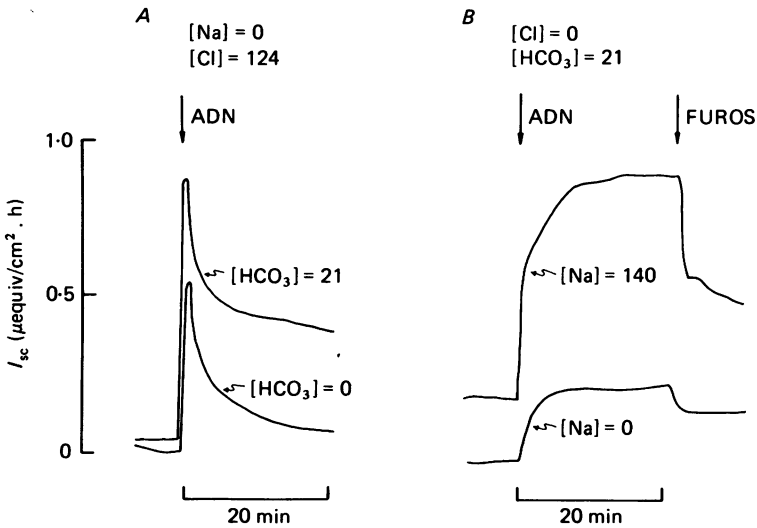 A
[Na] = 0
[Cl] = 124
ADN
1·0
0·5
0
Isc (μequiv/cm². h)
[HCO3] = 21
[HCO3] = 0
20 min
B
[Cl] = 0
[HCO3] = 21
ADN
FUROS
[Na] = 140
[Na] = 0
20 min